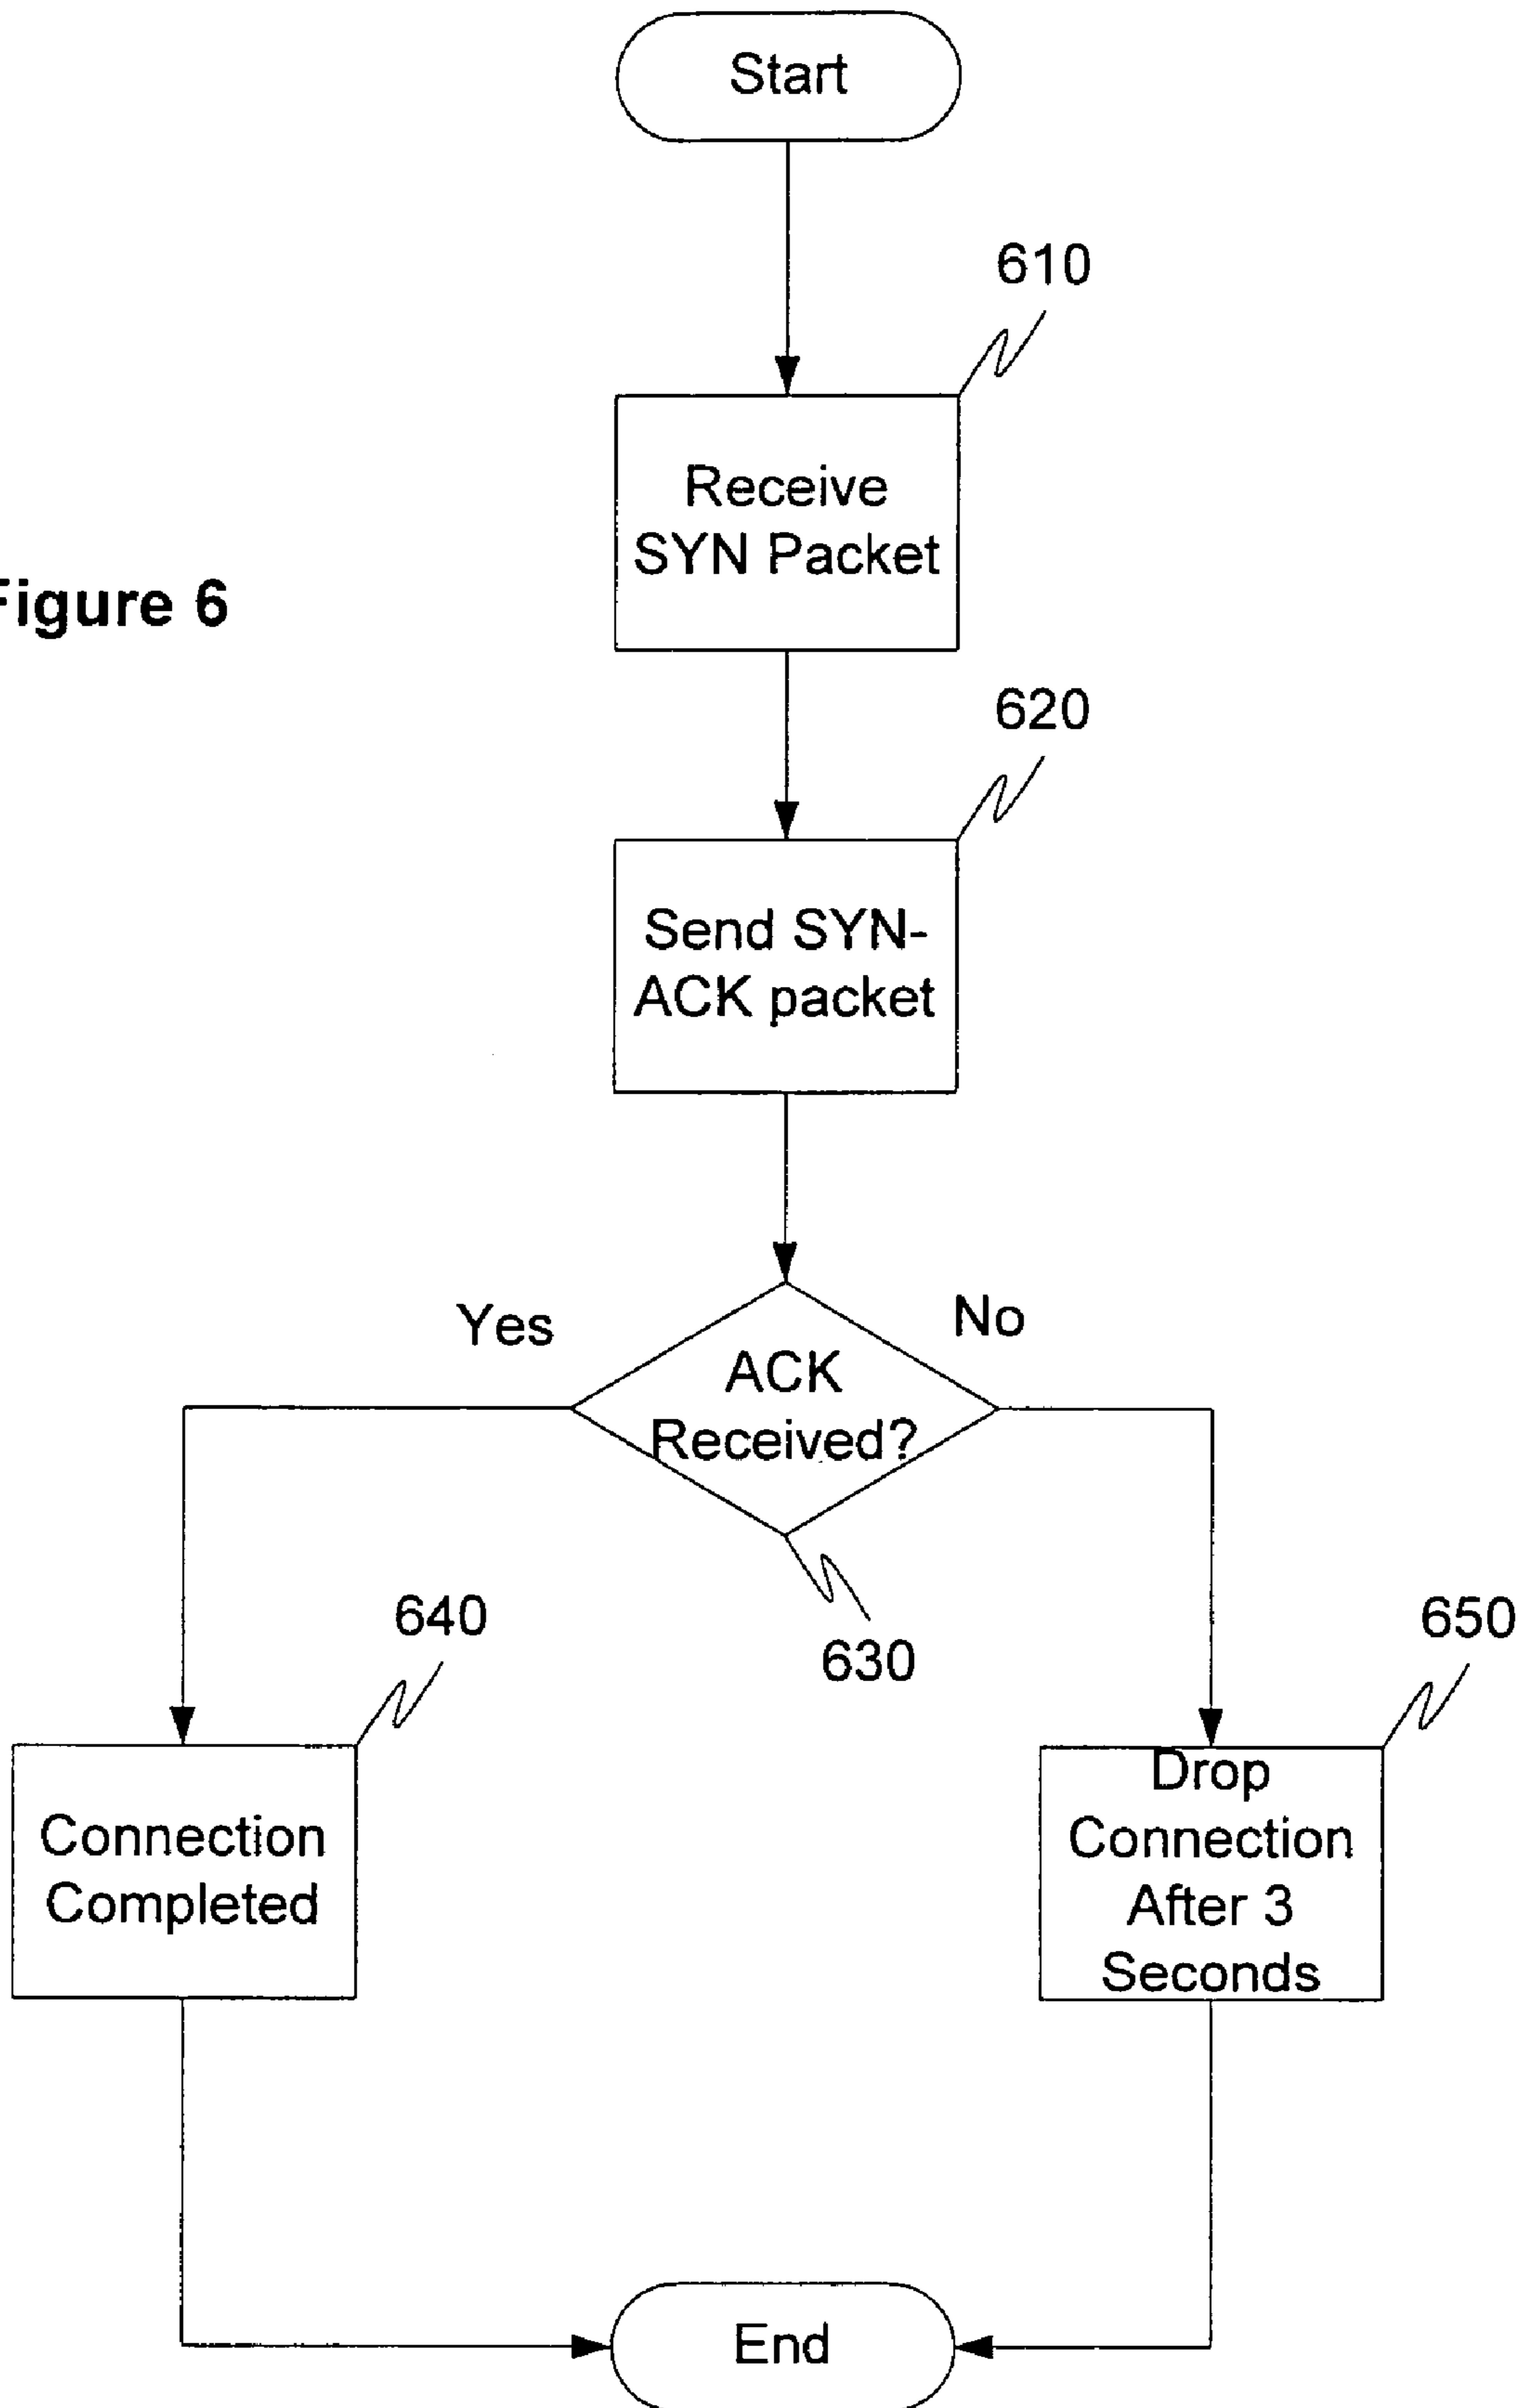 Start
610
Receive
SYN Packet
Figure 6
620
Send SYN-
ACK packet
Yes
No
ACK
Received?
630
640
650
Connection
Completed
Drop
Connection
After 3
Seconds
End